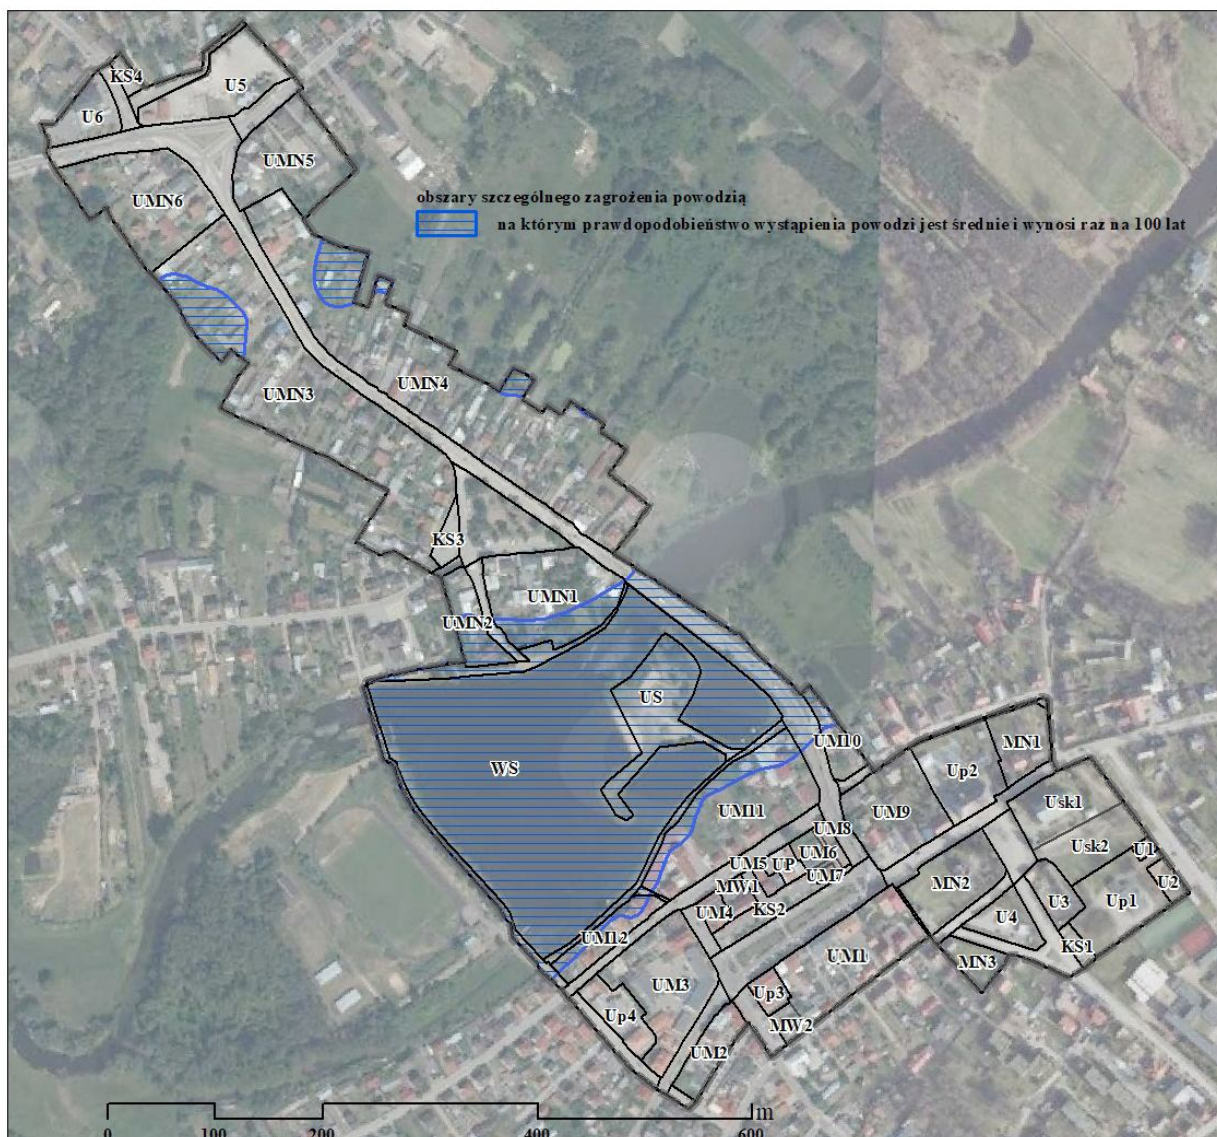 KS4
U5
U6
UMN5
UMN6
obszary szczególnego zagrożenia powodzią
na którym prawdopodobieństwo wystąpienia powodzi jest średnie i wynosi raz na 100 lat
UMN4
UMN3
KS3
UMN1
UMN2
US
UM10
MN1
WS
Up2
Usk1
UM11
UM9
UM8
Usk2
U1
UM6
UM5
UP
UM7
MW1
MN2
U2
Up1
U3
KS2
UM4
U4
UM12
KS1
UM1
MN3
UM3
Up3
Up4
MW2
UM2
m
0 100 200 400 600